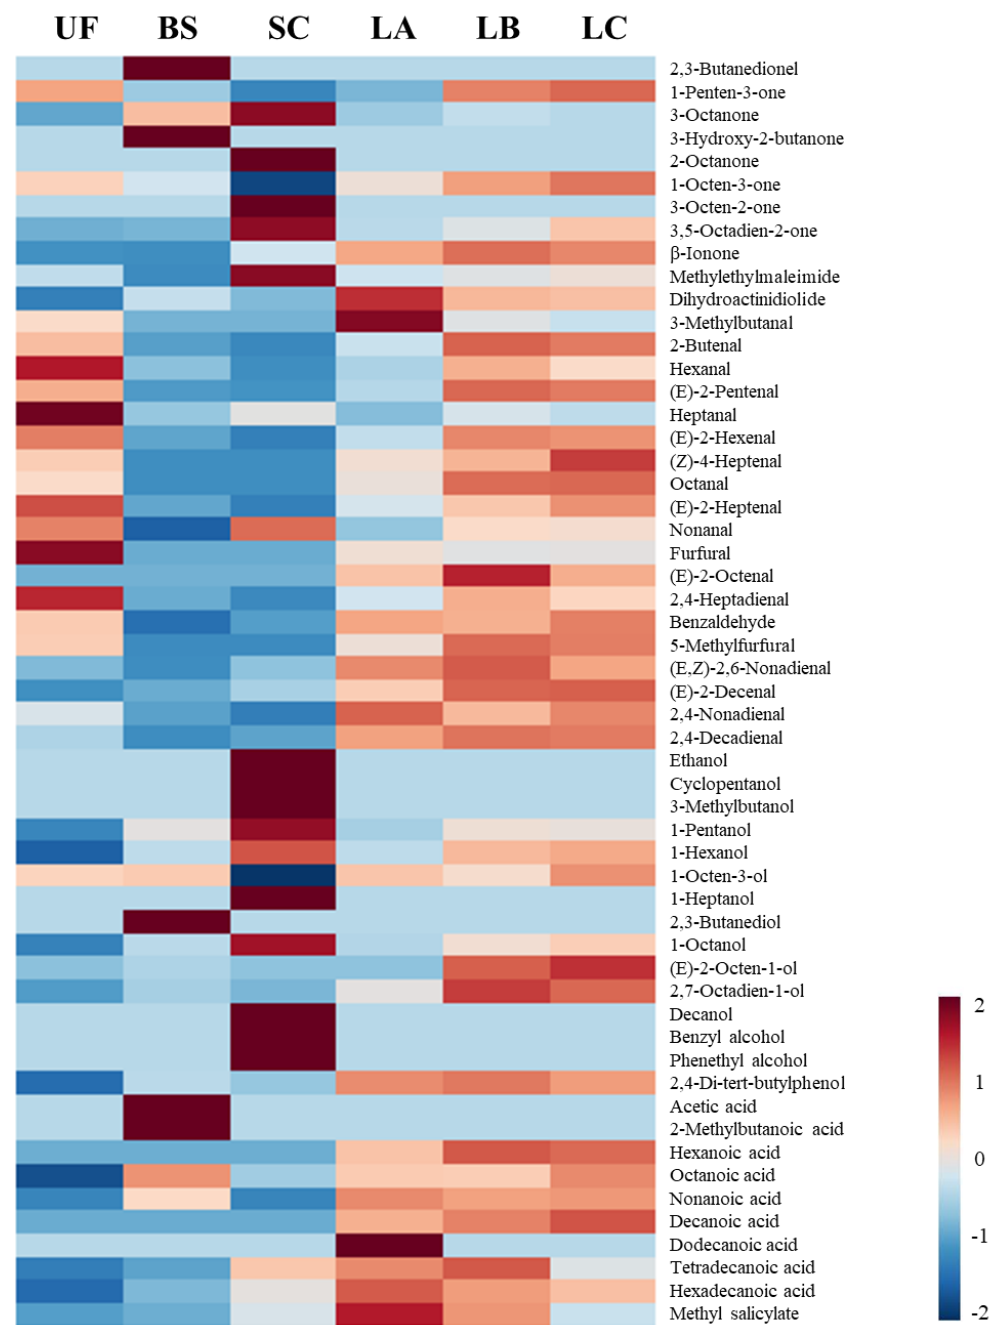 UF BS SC LA LB LC
2,3-Butanedionel
1-Penten-3-one
3-Octanone
3-Hydroxy-2-butanone
2-Octanone
1-Octen-3-one
3-Octen-2-one
3,5-Octadien-2-one
β-Ionone
Methylethylmaleimide
Dihydroactinidiolide
3-Methylbutanal
2-Butenal
Hexanal
(E)-2-Pentenal
Heptanal
(E)-2-Hexenal
(Z)-4-Heptenal
Octanal
(E)-2-Heptenal
Nonanal
Furfural
(E)-2-Octenal
2,4-Heptadienal
Benzaldehyde
5-Methylfurfural
(E,Z)-2,6-Nonadienal
(E)-2-Decenal
2,4-Nonadienal
2,4-Decadienal
Ethanol
Cyclopentanol
3-Methylbutanol
1-Pentanol
1-Hexanol
1-Octen-3-ol
1-Heptanol
2,3-Butanediol
1-Octanol
(E)-2-Octen-1-ol
2,7-Octadien-1-ol
Decanol
Benzyl alcohol
Phenethyl alcohol
2,4-Di-tert-butylphenol
Acetic acid
2-Methylbutanoic acid
Hexanoic acid
Octanoic acid
Nonanoic acid
Decanoic acid
Dodecanoic acid
Tetradecanoic acid
Hexadecanoic acid
Methyl salicylate
2
1
0
-1
-2